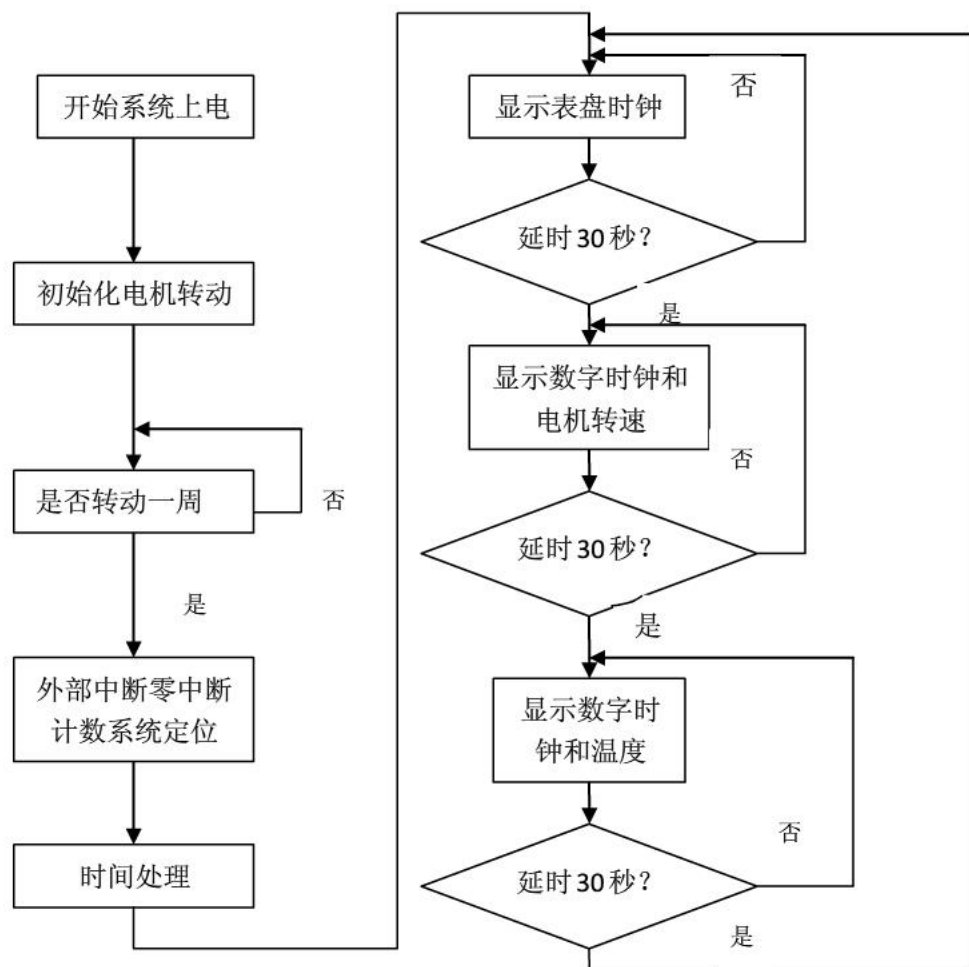 开始系统上电
初始化电机转动
是否转动一周
否
是
外部中断零中断
计数系统定位
时间处理
显示表盘时钟
否
延时30秒？
是
显示数字时钟和
电机转速
否
延时30秒？
是
显示数字时
钟和温度
否
延时30秒？
是